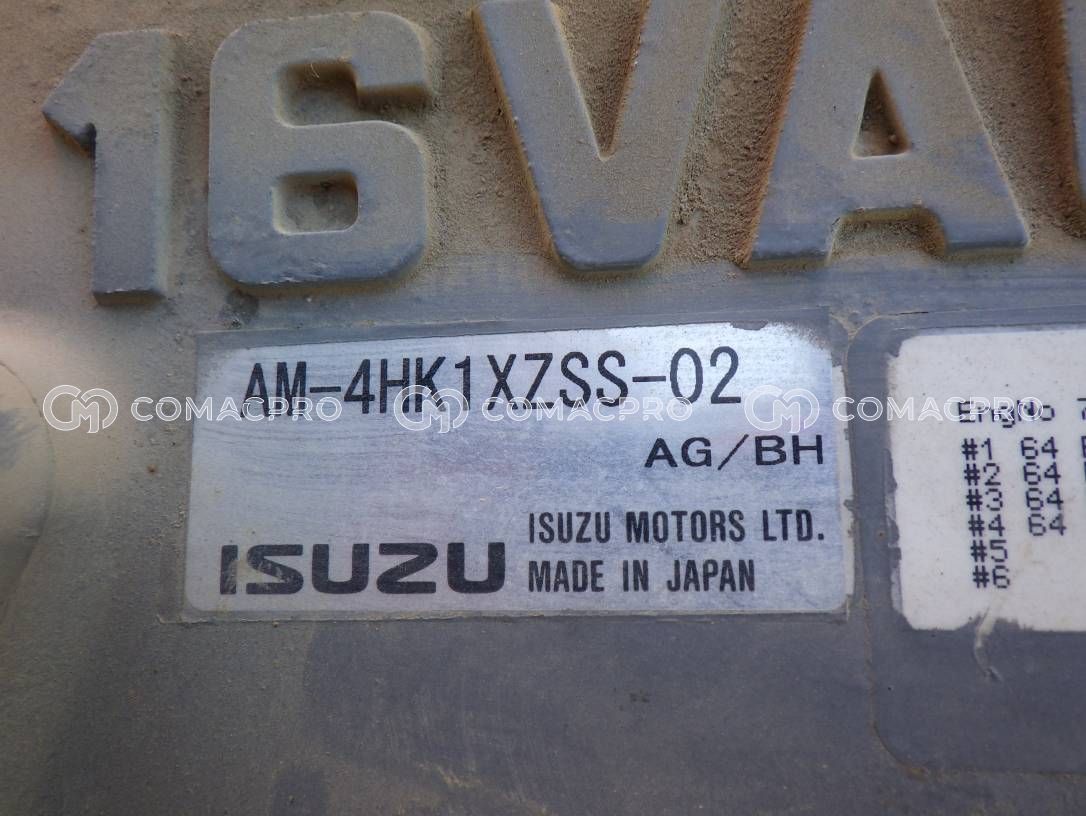 16VA
AM-4HK1XZSS-02
COMACPRO COMACPRO COMACPRO
AG/BH
ISUZU
ISUZU MOTORS LTD.
MADE IN JAPAN
EngNo
#1 64
#2 64
#3 64
#4 64
#5
#6